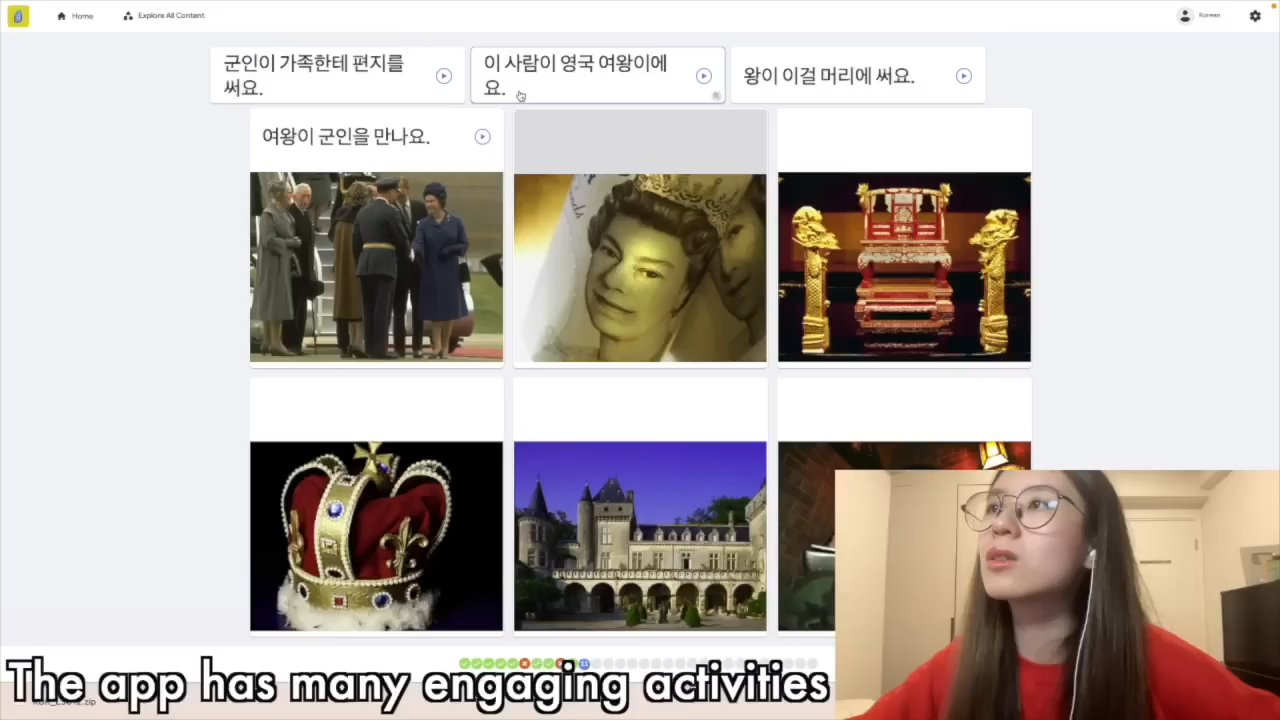 Home
Explore All Content
Korean
군인이 가족한테 편지를
써요.
이 사람이 영국 여왕이에
요.
왕이 이걸 머리에 써요.
여왕이 군인을 만나요.
11
The app has many engaging activities